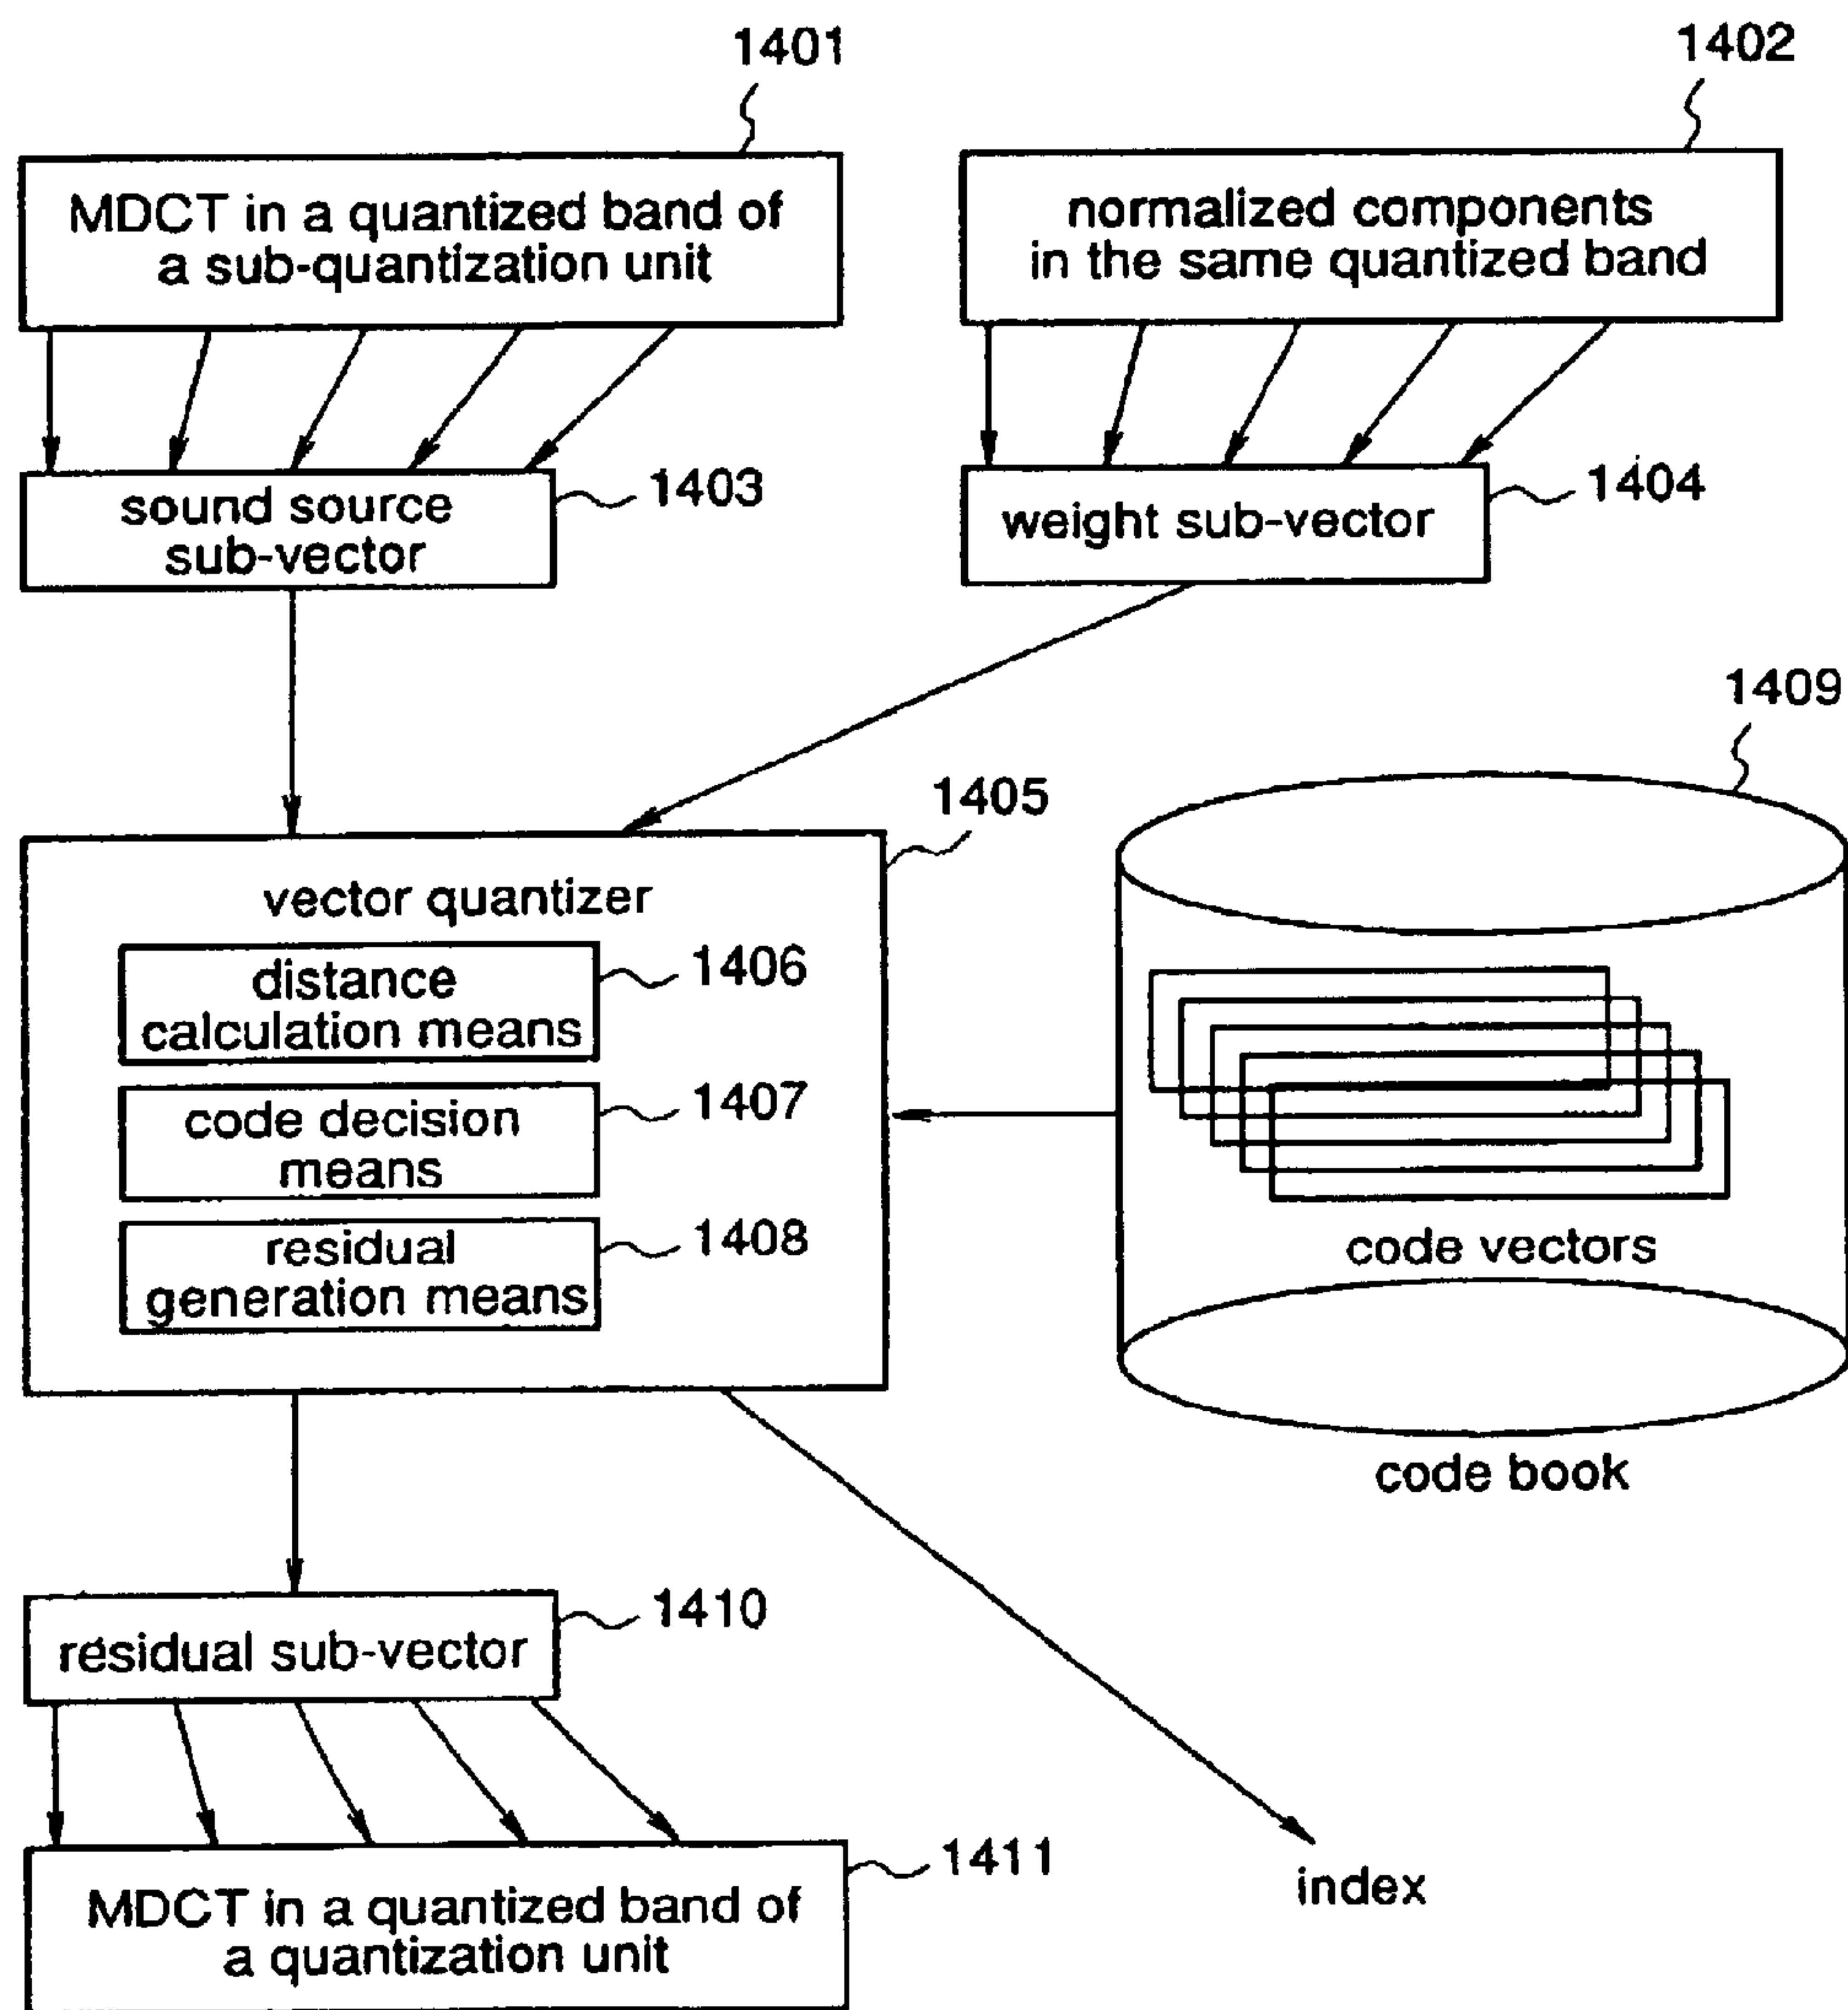 1401
1402
MDCT in a quantized band of
a sub-quantization unit
normalized components
in the same quantized band
1403
sound source
sub-vector
1404
weight sub-vector
1409
1405
vector quantizer
1406
distance
calculation means
1407
code decision
means
1408
residual
generation means
code vectors
code book
1410
residual sub-vector
1411
MDCT in a quantized band of
a quantization unit
index